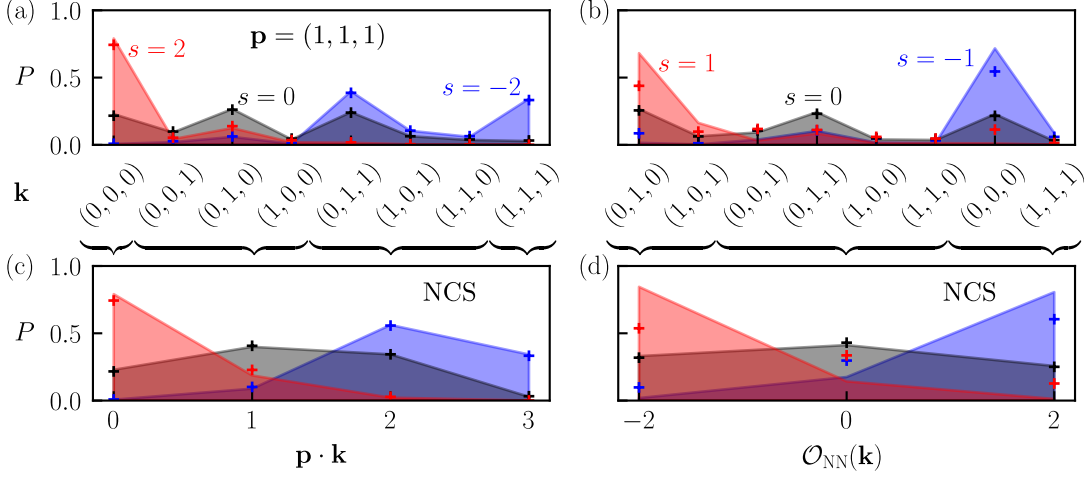 (a)
1.0
0.5
0.0
P
p = (1, 1, 1)
s = 2
s = 0
s = −2
(b)
s = 1
s = 0
s = −1
k
(0, 0, 0)
(0, 0, 1)
(0, 1, 0)
(1, 0, 0)
(0, 1, 1)
(1, 0, 1)
(1, 1, 0)
(1, 1, 1)
(0, 1, 0)
(1, 0, 1)
(0, 0, 1)
(0, 1, 1)
(1, 0, 0)
(1, 1, 0)
(0, 0, 0)
(1, 1, 1)
(c)
1.0
0.5
0.0
P
NCS
0
1
2
3
p · k
(d)
NCS
−2
0
2
𝒪NN(k)